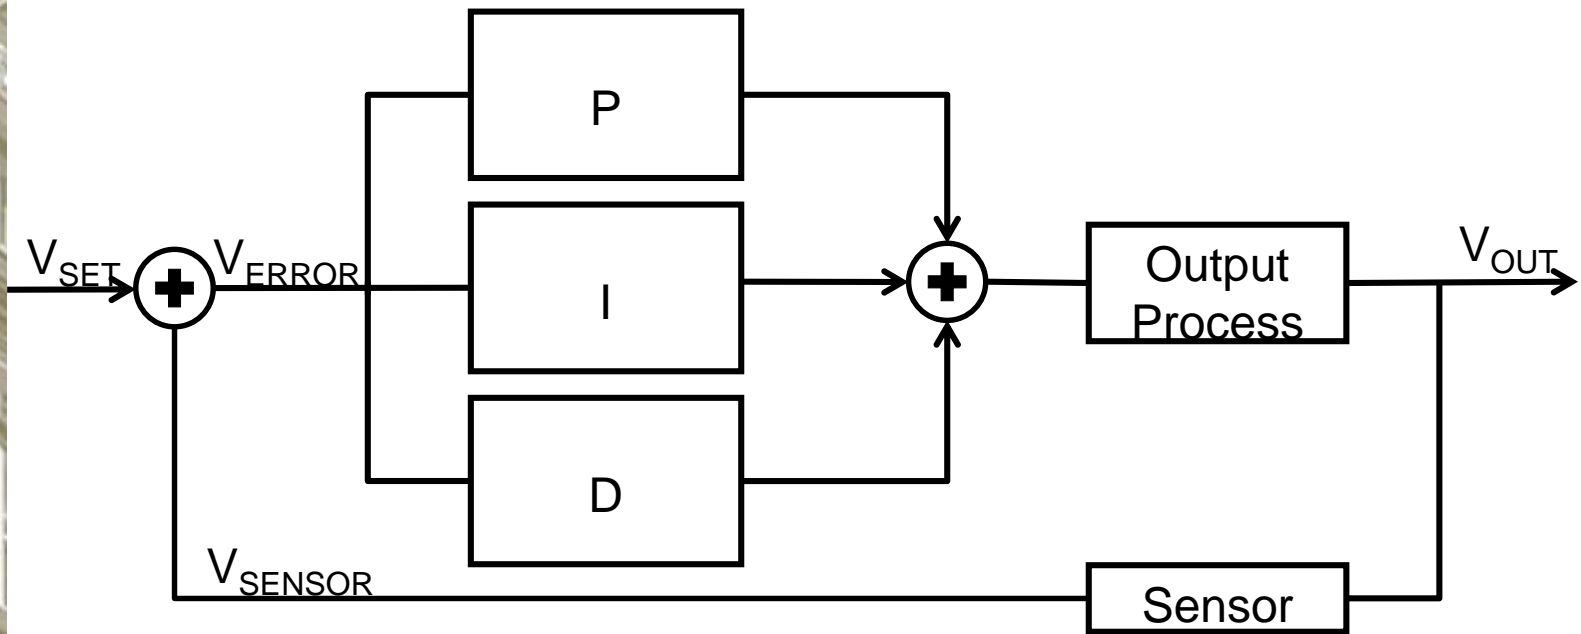 P
V_SET
V_ERROR
I
Output
Process
V_OUT
D
V_SENSOR
Sensor